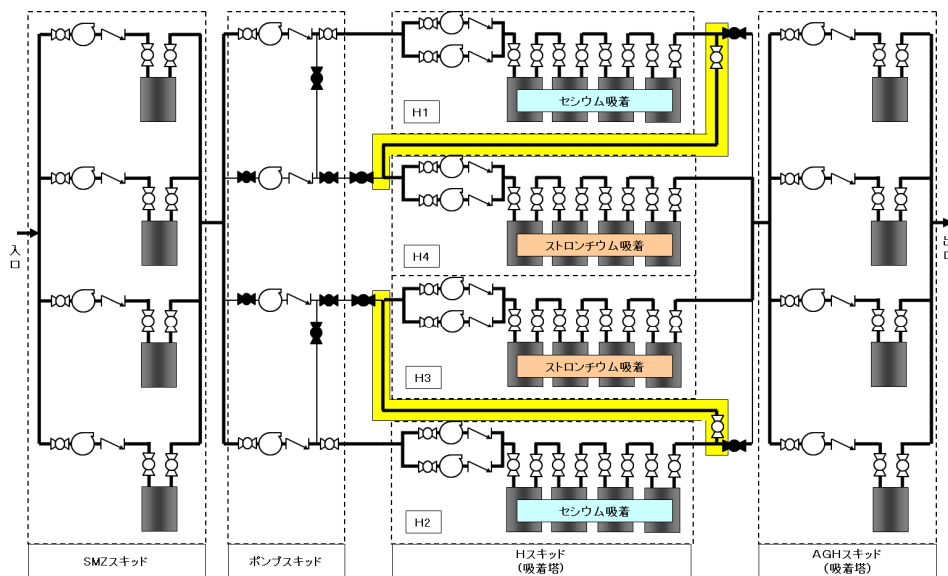 セシウム吸着
H1
ストロンチウム吸着
H4
入口
出口
ストロンチウム吸着
H3
セシウム吸着
H2
SMZスキッド
ポンプスキッド
Hスキッド
(吸着塔)
AGHスキッド
(吸着塔)